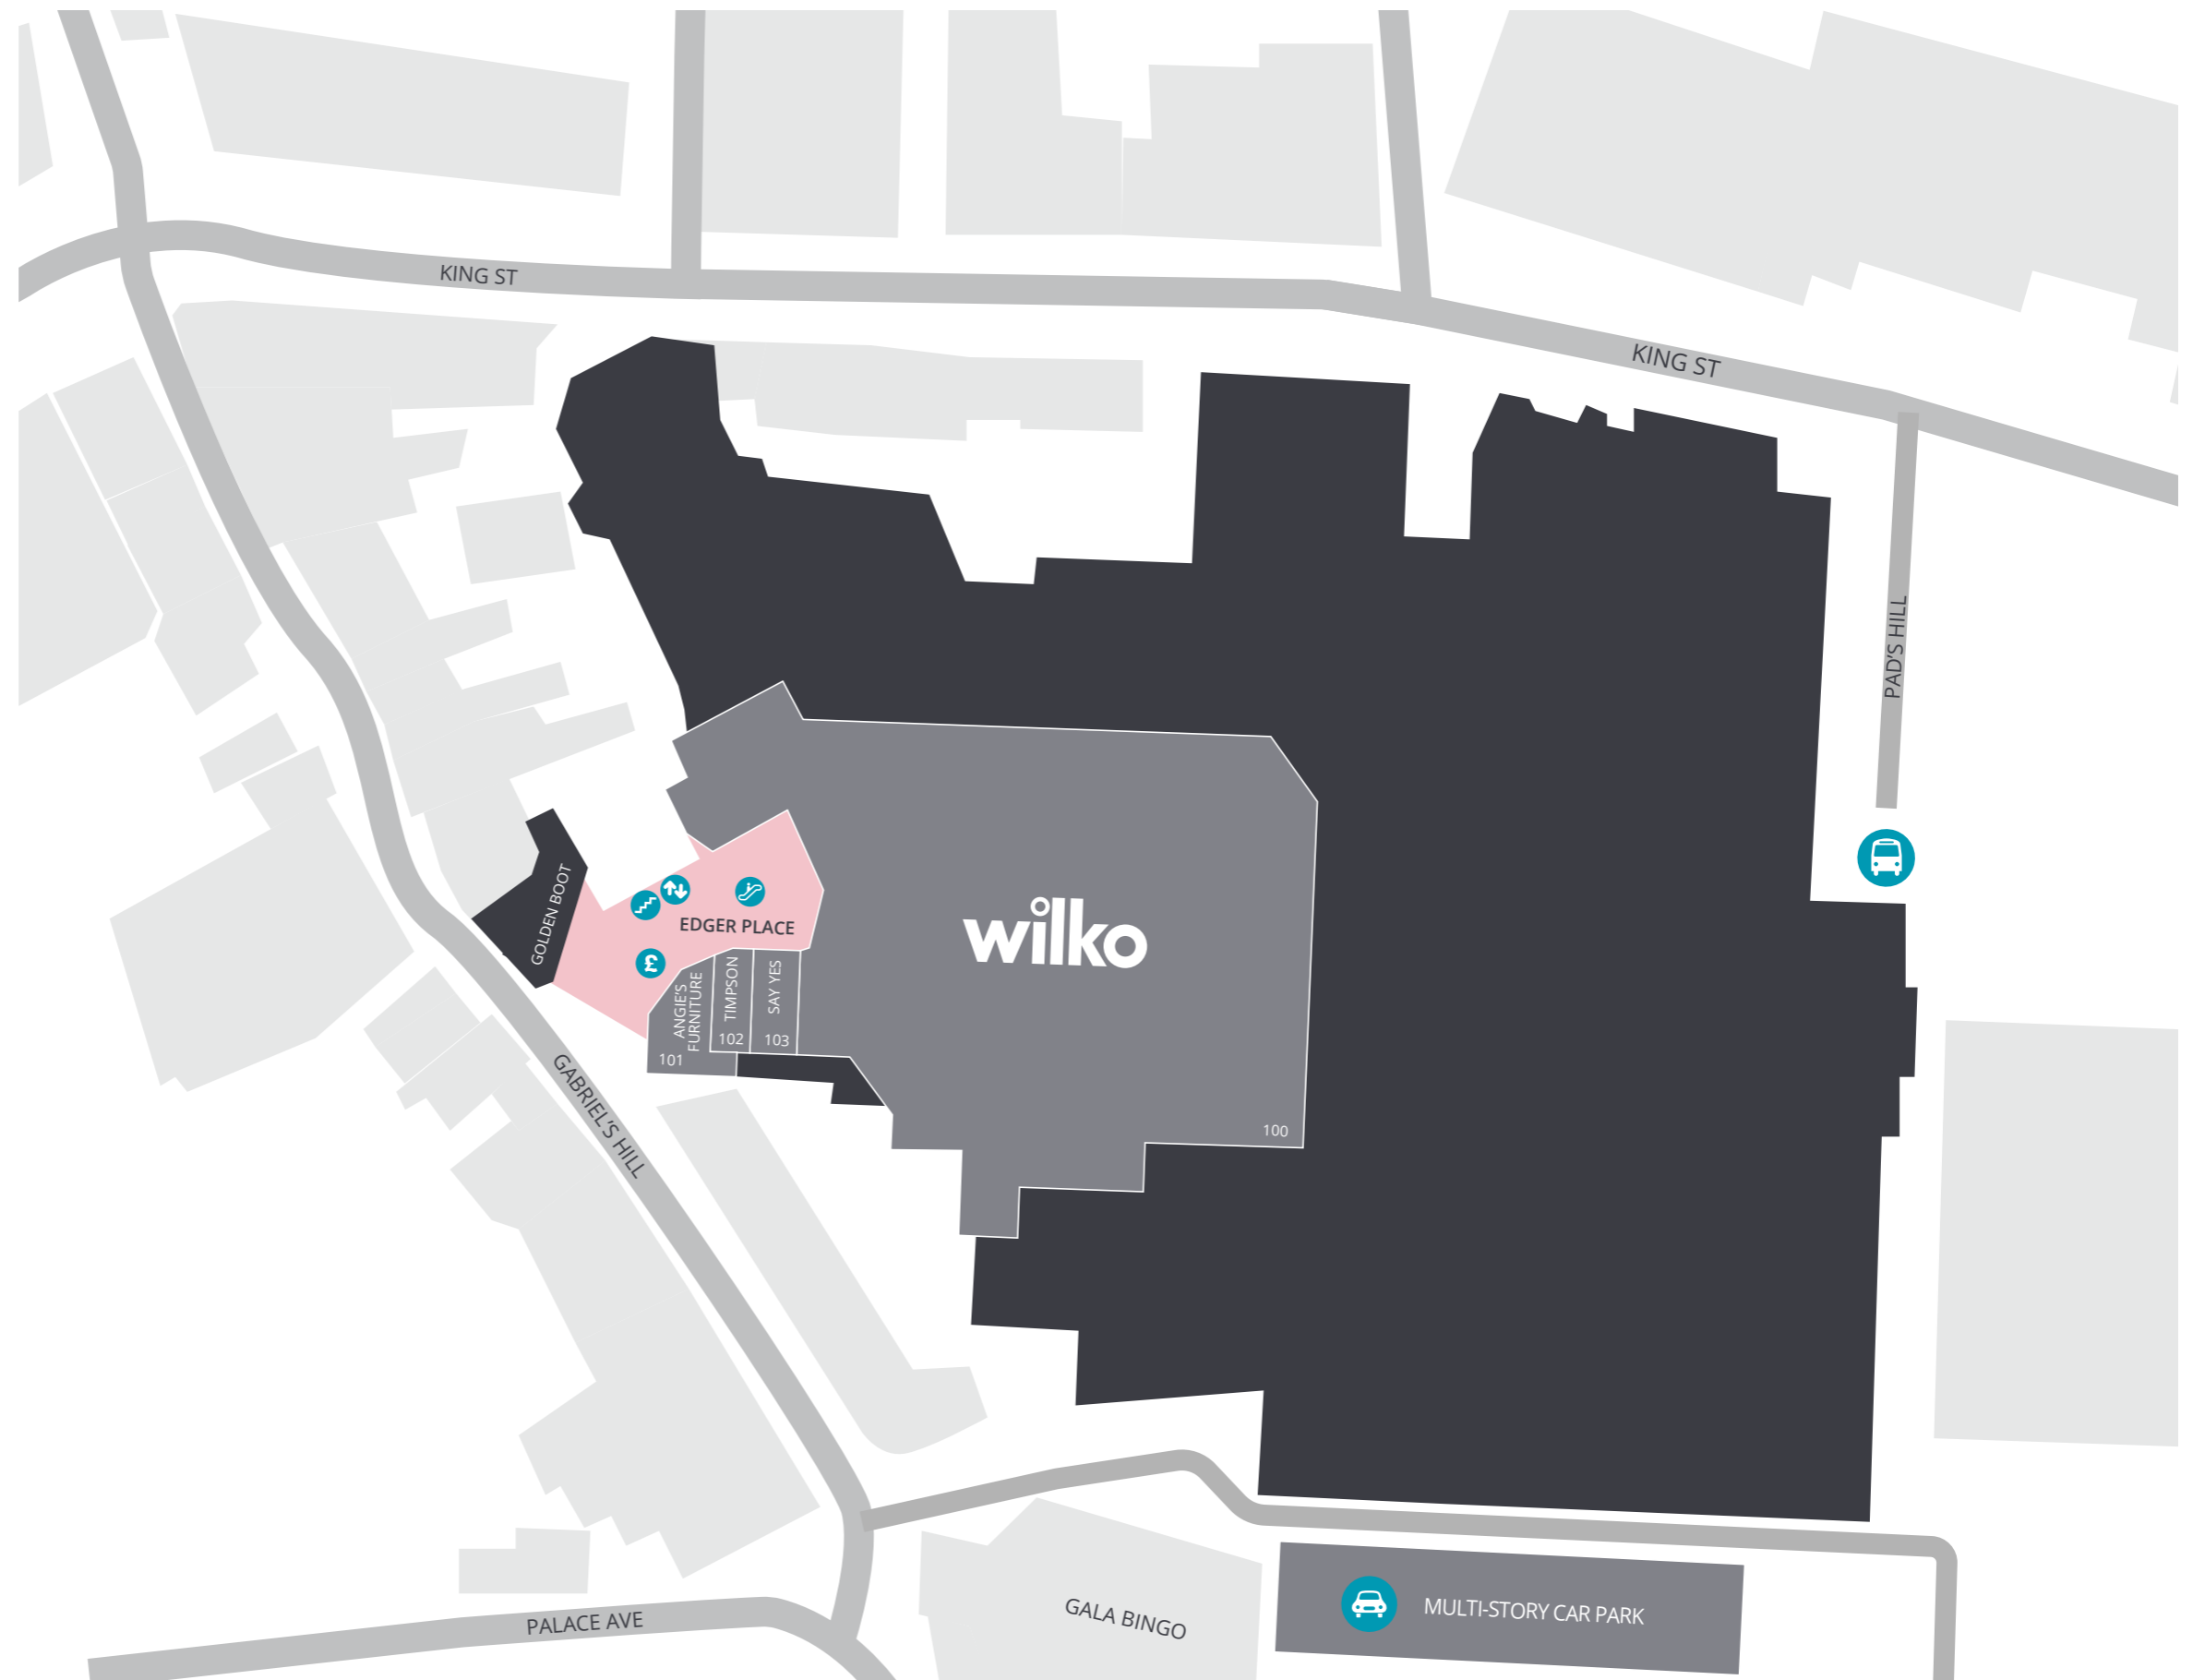 KING ST
KING ST
PAD'S HILL
GOLDEN BOOT
EDGER PLACE
£
wilko
ANGIE'S
FURNITURE
101
TIMPSON
102
SAY YES
103
100
GABRIEL'S HILL
GALA BINGO
MULTI-STORY CAR PARK
PALACE AVE